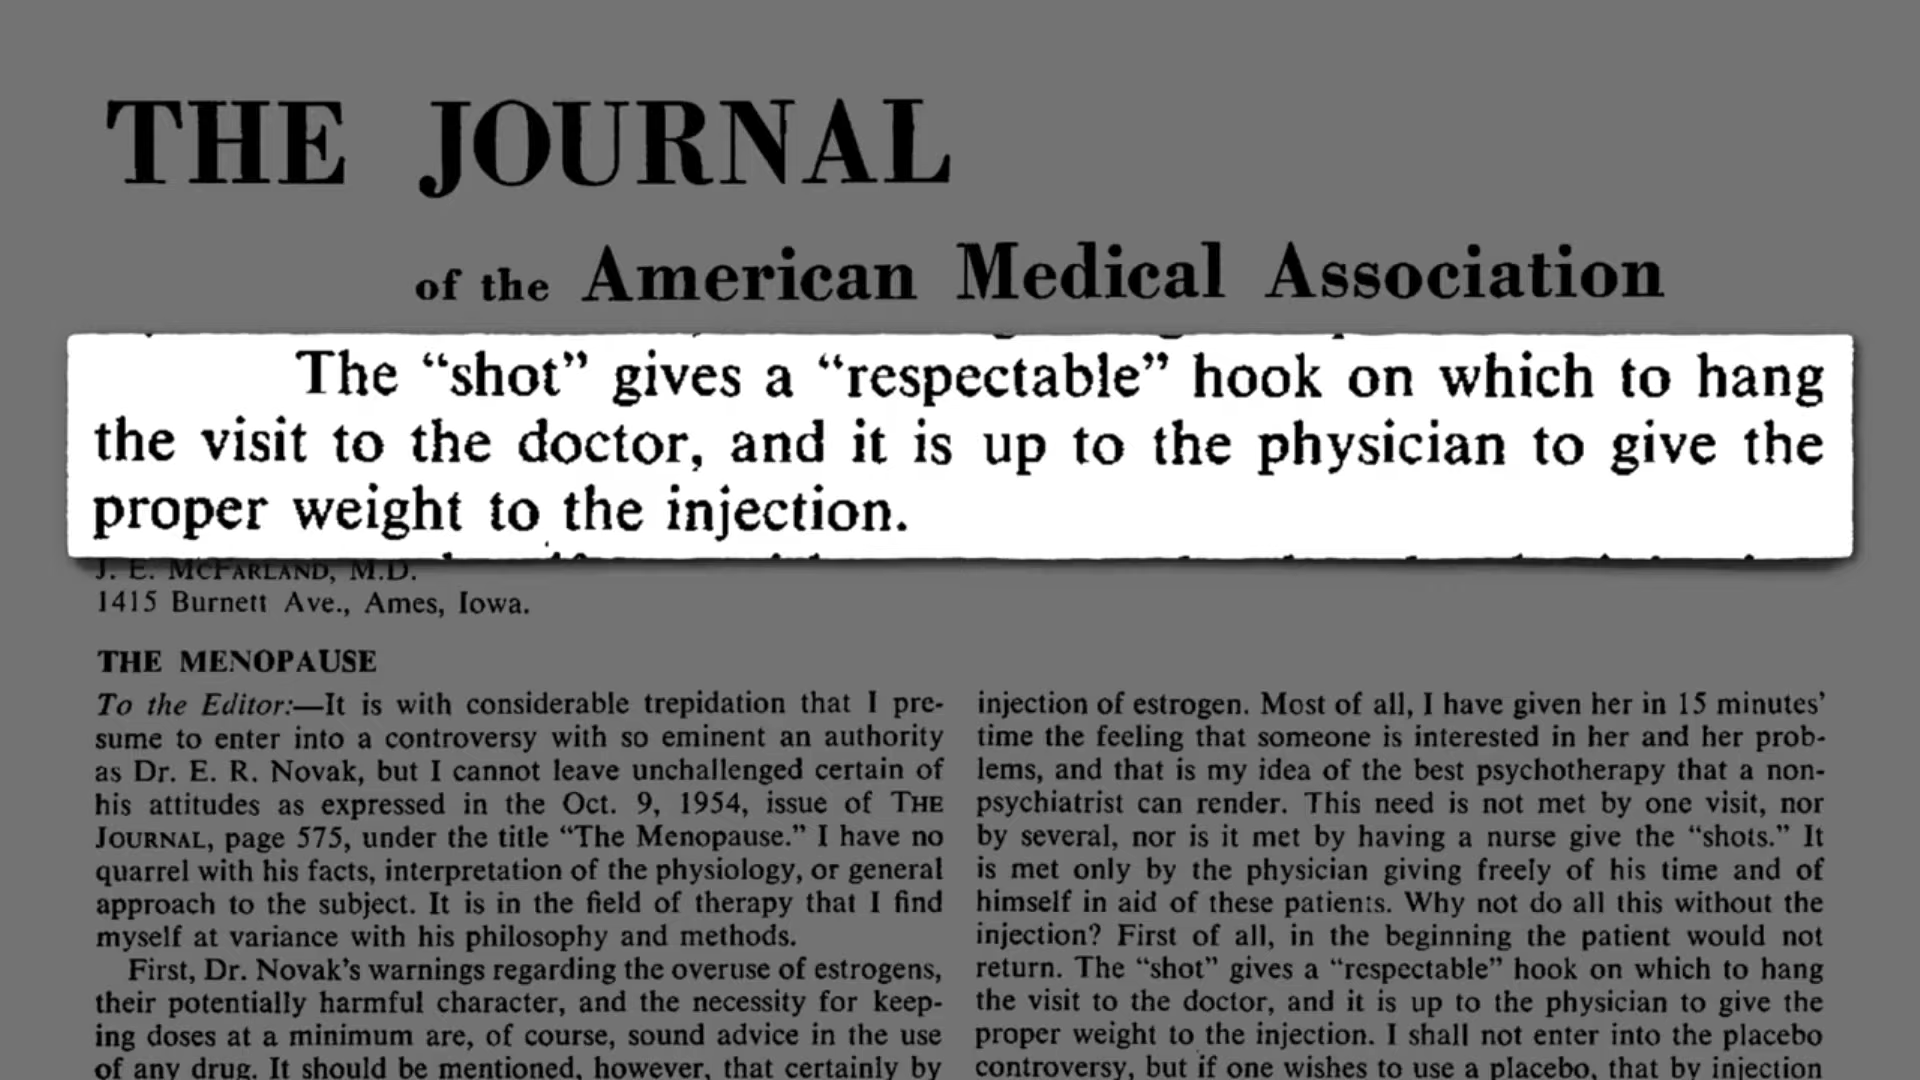 THE JOURNAL
of the American Medical Association
The “shot” gives a “respectable” hook on which to hang
the visit to the doctor, and it is up to the physician to give the
proper weight to the injection.
J. E. MCFARLAND, M.D.
1415 Burnett Ave., Ames, Iowa.
THE MENOPAUSE
To the Editor:—It is with considerable trepidation that I pre-
sume to enter into a controversy with so eminent an authority
as Dr. E. R. Novak, but I cannot leave unchallenged certain of
his attitudes as expressed in the Oct. 9, 1954, issue of THE
JOURNAL, page 575, under the title “The Menopause.” I have no
quarrel with his facts, interpretation of the physiology, or general
approach to the subject. It is in the field of therapy that I find
myself at variance with his philosophy and methods.
First, Dr. Novak’s warnings regarding the overuse of estrogens,
their potentially harmful character, and the necessity for keep-
ing doses at a minimum are, of course, sound advice in the use
of any drug. It should be mentioned, however, that certainly by
injection of estrogen. Most of all, I have given her in 15 minutes’
time the feeling that someone is interested in her and her prob-
lems, and that is my idea of the best psychotherapy that a non-
psychiatrist can render. This need is not met by one visit, nor
by several, nor is it met by having a nurse give the “shots.” It
is met only by the physician giving freely of his time and of
himself in aid of these patients. Why not do all this without the
injection? First of all, in the beginning the patient would not
return. The “shot” gives a “respectable” hook on which to hang
the visit to the doctor, and it is up to the physician to give the
proper weight to the injection. I shall not enter into the placebo
controversy, but if one wishes to use a placebo, that by injection